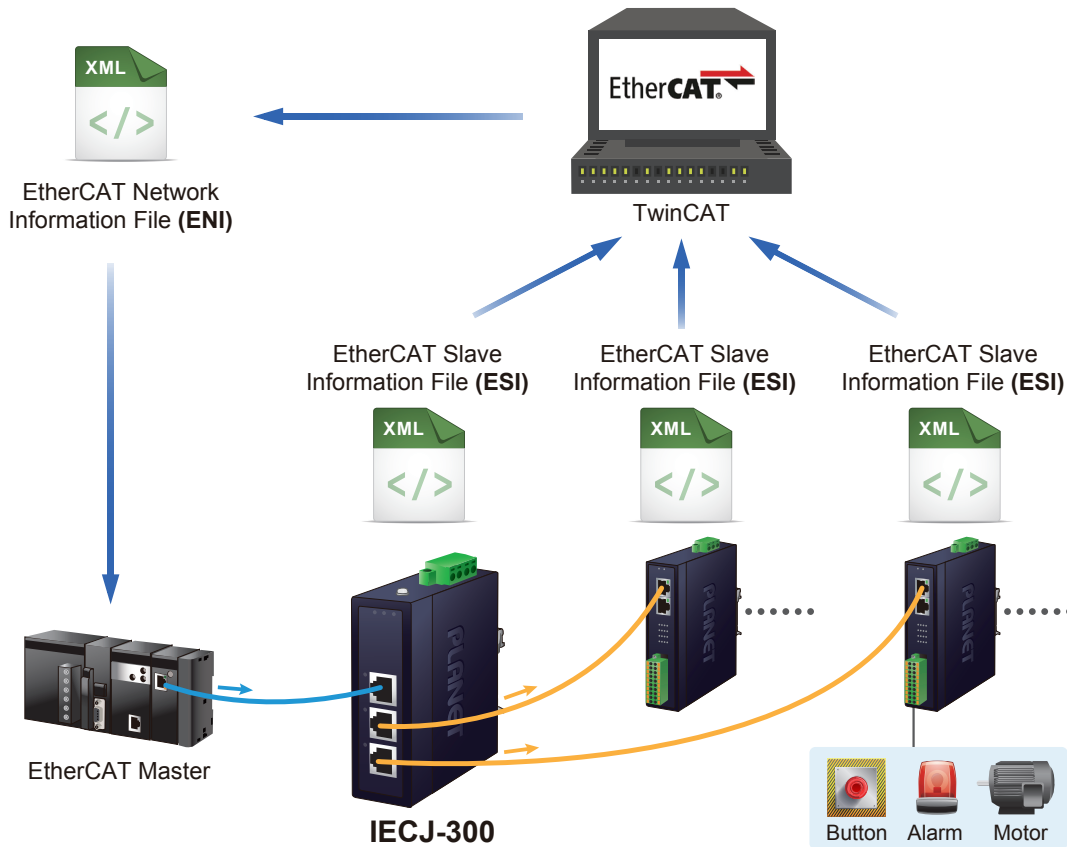 XML
</>
EtherCAT Network
Information File (ENI)
EtherCAT®
TwinCAT
EtherCAT Slave
Information File (ESI)
XML
</>
EtherCAT Slave
Information File (ESI)
XML
</>
EtherCAT Slave
Information File (ESI)
XML
</>
EtherCAT Master
PLANET
IECJ-300
PLANET
PLANET
Button
Alarm
Motor